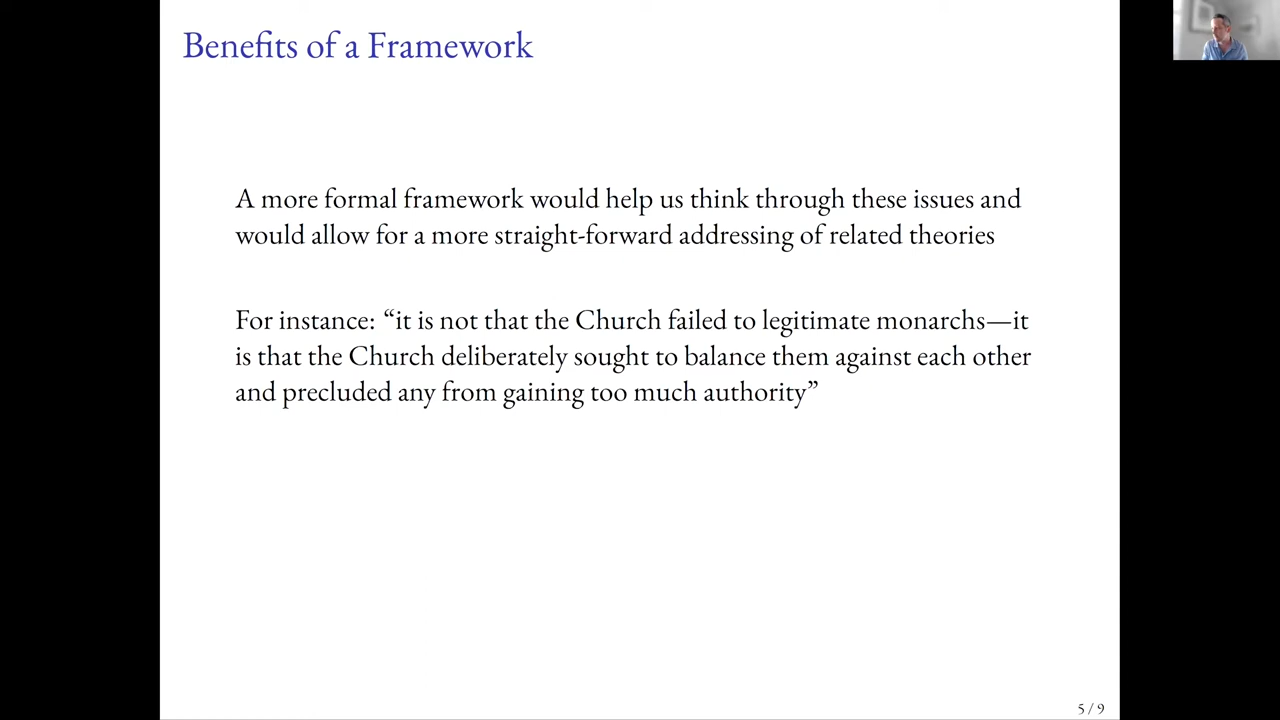 Benefits of a Framework
A more formal framework would help us think through these issues and
would allow for a more straight-forward addressing of related theories
For instance: “it is not that the Church failed to legitimate monarchs—it
is that the Church deliberately sought to balance them against each other
and precluded any from gaining too much authority”
5 / 9